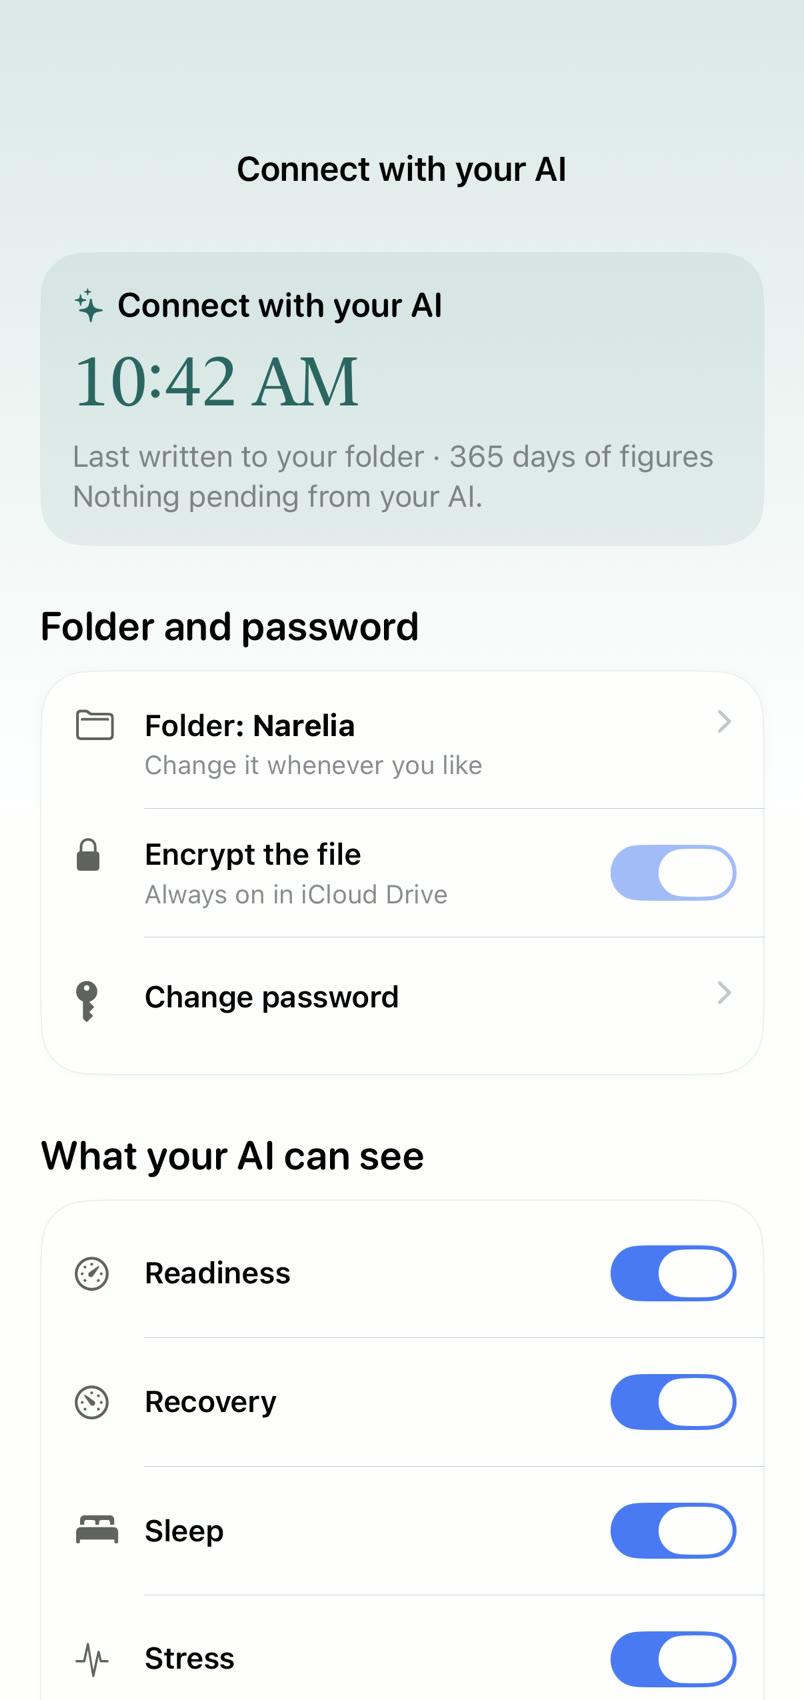 Connect with your AI
Connect with your AI
10:42 AM
Last written to your folder · 365 days of figures
Nothing pending from your AI.
Folder and password
Folder: Narelia
Change it whenever you like
Encrypt the file
Always on in iCloud Drive
Change password
What your AI can see
Readiness
Recovery
Sleep
Stress